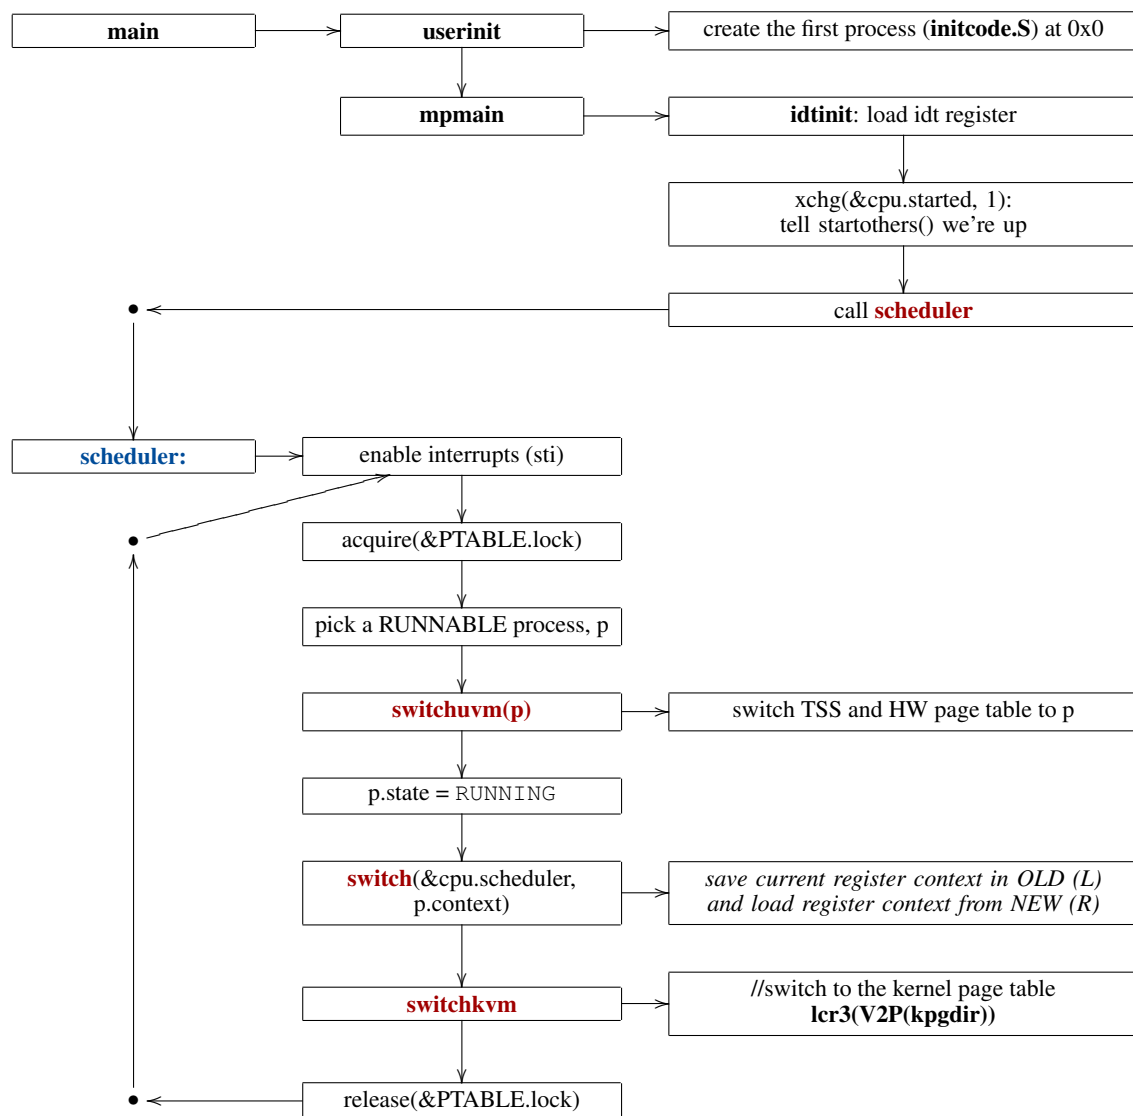 main
userinit
create the first process (initcode.S) at 0x0
mpmain
idtinit: load idt register
xchg(&cpu.started, 1):
tell startothers() we're up
call scheduler
scheduler:
enable interrupts (sti)
acquire(&PTABLE.lock)
pick a RUNNABLE process, p
switchuvm(p)
switch TSS and HW page table to p
p.state = RUNNING
switch(&cpu.scheduler,
p.context)
save current register context in OLD (L)
and load register context from NEW (R)
switchkvm
//switch to the kernel page table
lcr3(V2P(kpgdir))
release(&PTABLE.lock)